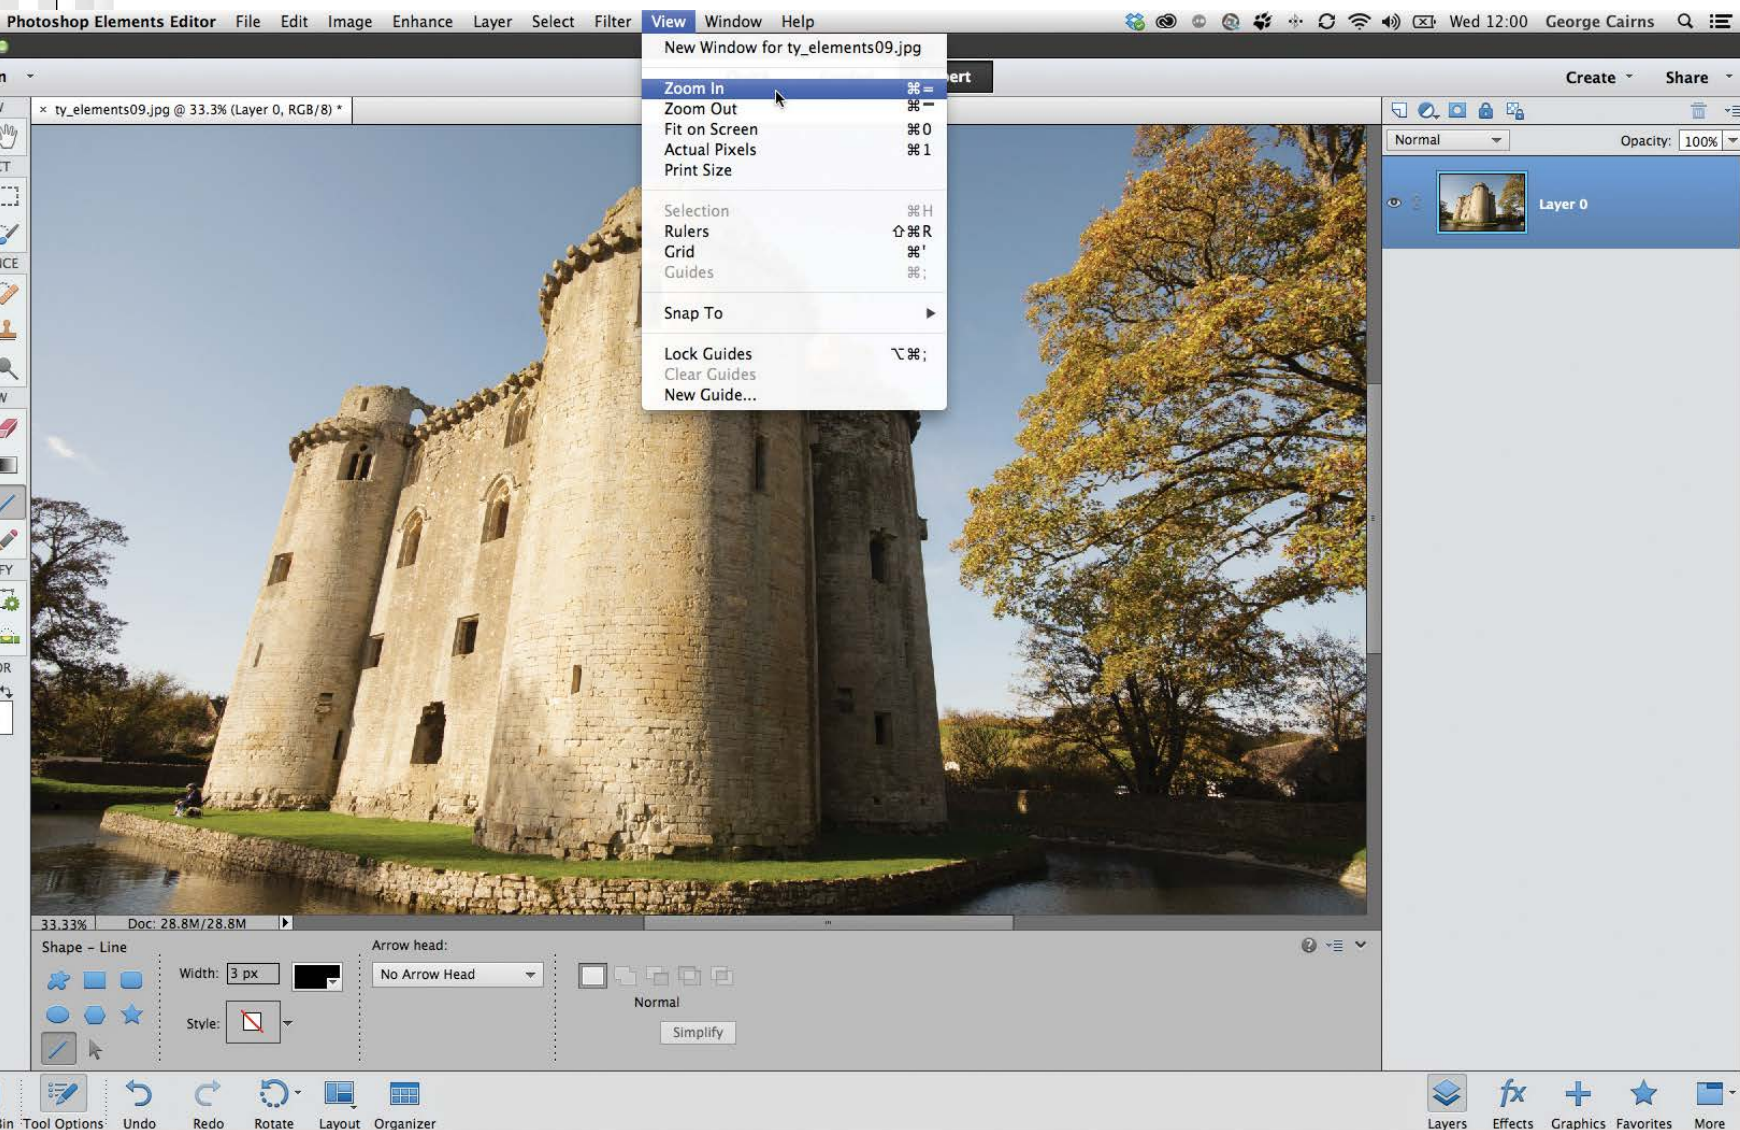 Photoshop Elements Editor File Edit Image Enhance Layer Select Filter View Window Help Wed 12:00 George Cairns
New Window for ty_elements09.jpg
Create Share
× ty_elements09.jpg @ 33.3% (Layer 0, RGB/8) *
Zoom In ⌘=
Zoom Out ⌘−
Fit on Screen ⌘0
Actual Pixels ⌘1
Print Size
Selection ⌘H
Rulers ⇧⌘R
Grid ⌘'
Guides ⌘;
Snap To ▶
Lock Guides ⌥⌘;
Clear Guides
New Guide...
Normal Opacity: 100%
Layer 0
33.33% Doc: 28.8M/28.8M
Shape – Line
Width: 3 px
Style:
Arrow head:
No Arrow Head
Normal
Simplify
Tool Options Undo Redo Rotate Layout Organizer
Layers Effects Graphics Favorites More